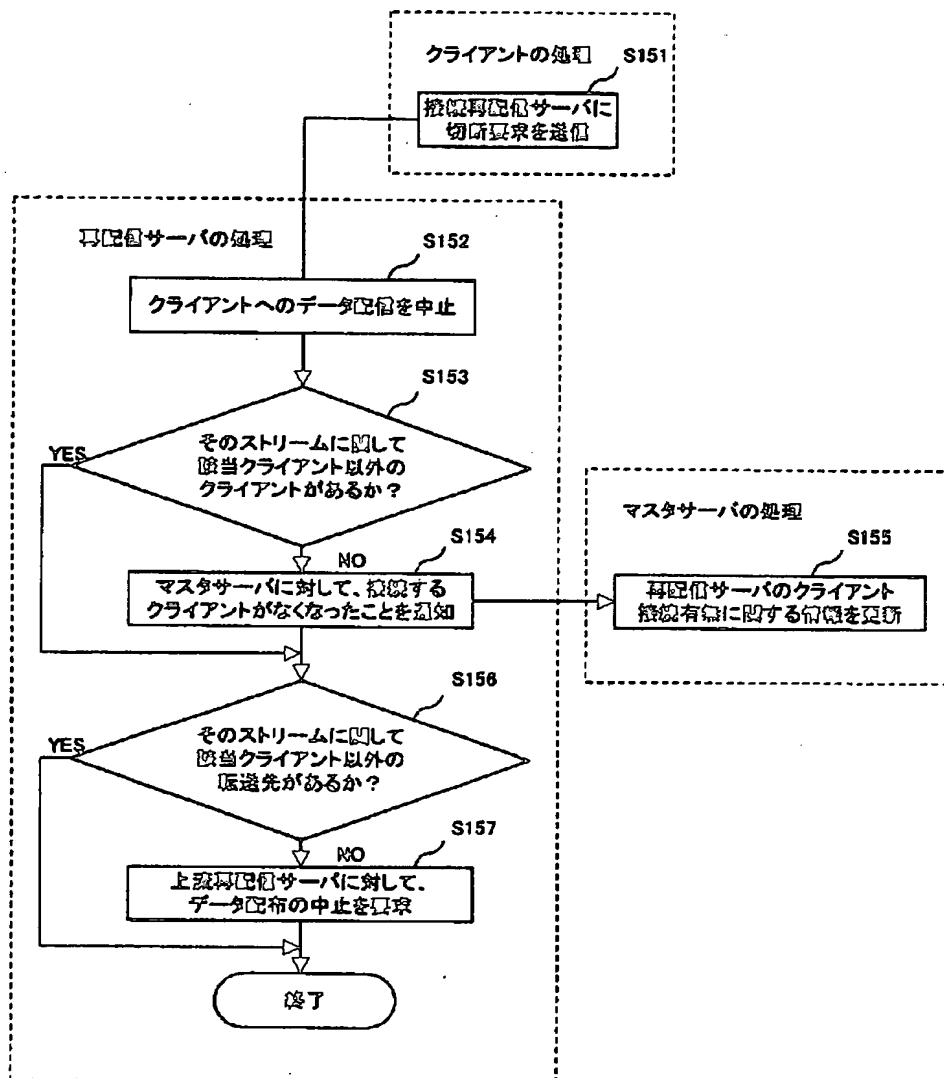 クライアントの処理
S151
接続再配信サーバに
切断要求を送信
再配信サーバの処理
S152
クライアントへのデータ配信を中止
S153
そのストリームに関して
該当クライアント以外の
クライアントがあるか?
YES
NO
S154
マスタサーバに対して、接続する
クライアントがなくなったことを通知
マスタサーバの処理
S155
再配信サーバのクライアント
接続有無に関する情報を更新
S156
そのストリームに関して
該当クライアント以外の
転送先があるか?
YES
NO
S157
上流再配信サーバに対して、
データ配布の中止を要求
終了